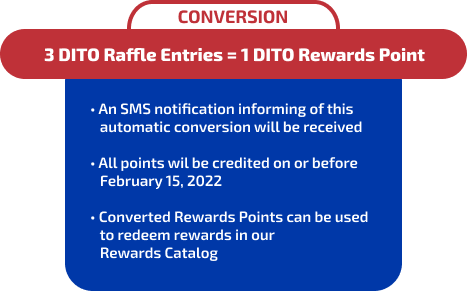 CONVERSION
3 DITO Raffle Entries = 1 DITO Rewards Point
• An SMS notification informing of this
automatic conversion will be received
• All points wil be credited on or before
February 15, 2022
• Converted Rewards Points can be used
to redeem rewards in our
Rewards Catalog